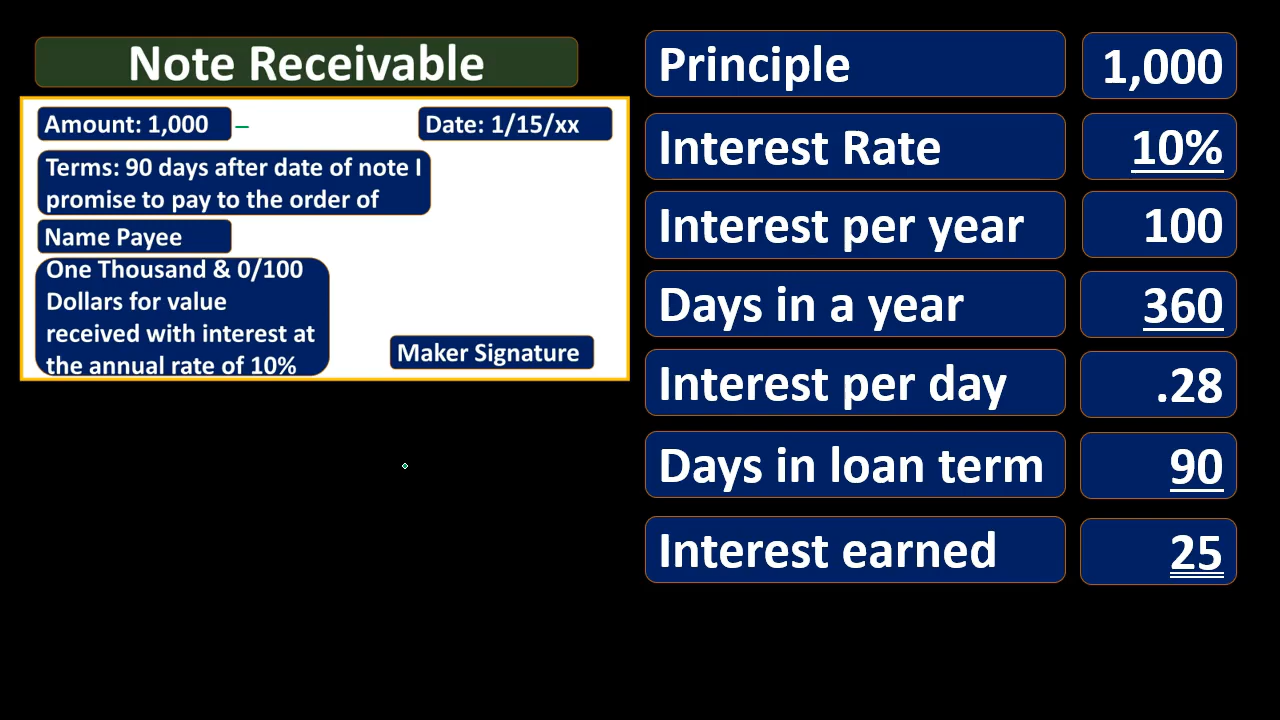 Note Receivable
Amount: 1,000
Date: 1/15/xx
Terms: 90 days after date of note I
promise to pay to the order of
Name Payee
One Thousand & 0/100
Dollars for value
received with interest at
the annual rate of 10%
Maker Signature
Principle 1,000
Interest Rate 10%
Interest per year 100
Days in a year 360
Interest per day .28
Days in loan term 90
Interest earned 25